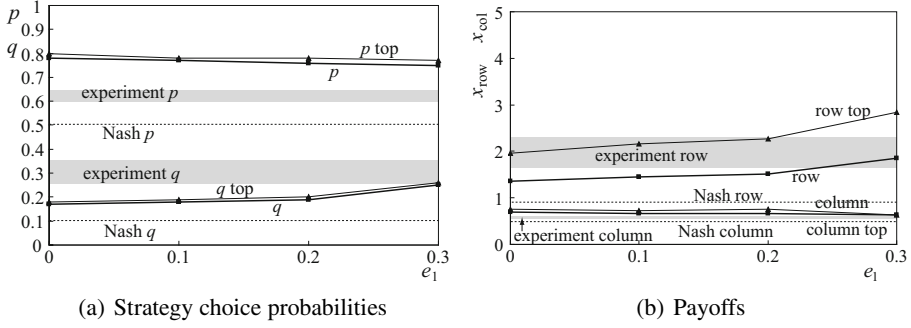 p
q
1
0.9
0.8
0.7
0.6
0.5
0.4
0.3
0.2
0.1
0
p top
p
experiment p
Nash p
experiment q
q top
q
Nash q
0 0.1 0.2 0.3
e1
(a) Strategy choice probabilities
xrow xcol
5
4
3
2
1
0
row top
experiment row
row
Nash row
column
experiment column
Nash column
column top
0 0.1 0.2 0.3
e1
(b) Payoffs